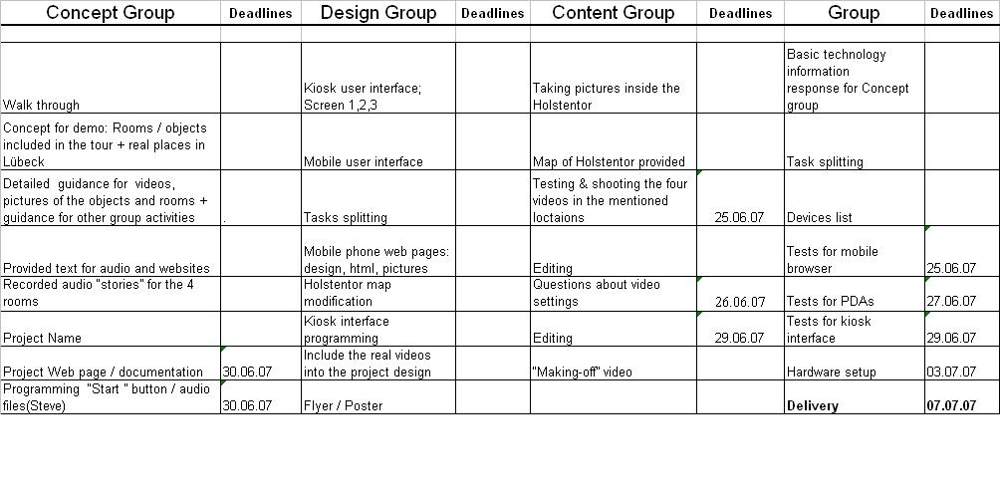 Concept Group Deadlines Design Group Deadlines Content Group Deadlines Group Deadlines
Walk through
Kiosk user interface;
Screen 1,2,3
Taking pictures inside the
Holstentor
Basic technology
information
response for Concept
group
Concept for demo: Rooms / objects
included in the tour + real places in
Lübeck
Mobile user interface
Map of Holstentor provided
Task splitting
Detailed guidance for videos,
pictures of the objects and rooms +
guidance for other group activities
.
Tasks splitting
Testing & shooting the four
videos in the mentioned
loctaions
25.06.07
Devices list
Provided text for audio and websites
Mobile phone web pages:
design, html, pictures
Editing
Tests for mobile
browser
25.06.07
Recorded audio "stories" for the 4
rooms
Holstentor map
modification
Questions about video
settings
26.06.07
Tests for PDAs
27.06.07
Project Name
Kiosk interface
programming
Editing
29.06.07
Tests for kiosk
interface
29.06.07
Project Web page / documentation
30.06.07
Include the real videos
into the project design
"Making-off" video
Hardware setup
03.07.07
Programming "Start " button / audio
files(Steve)
30.06.07
Flyer / Poster
Delivery
07.07.07